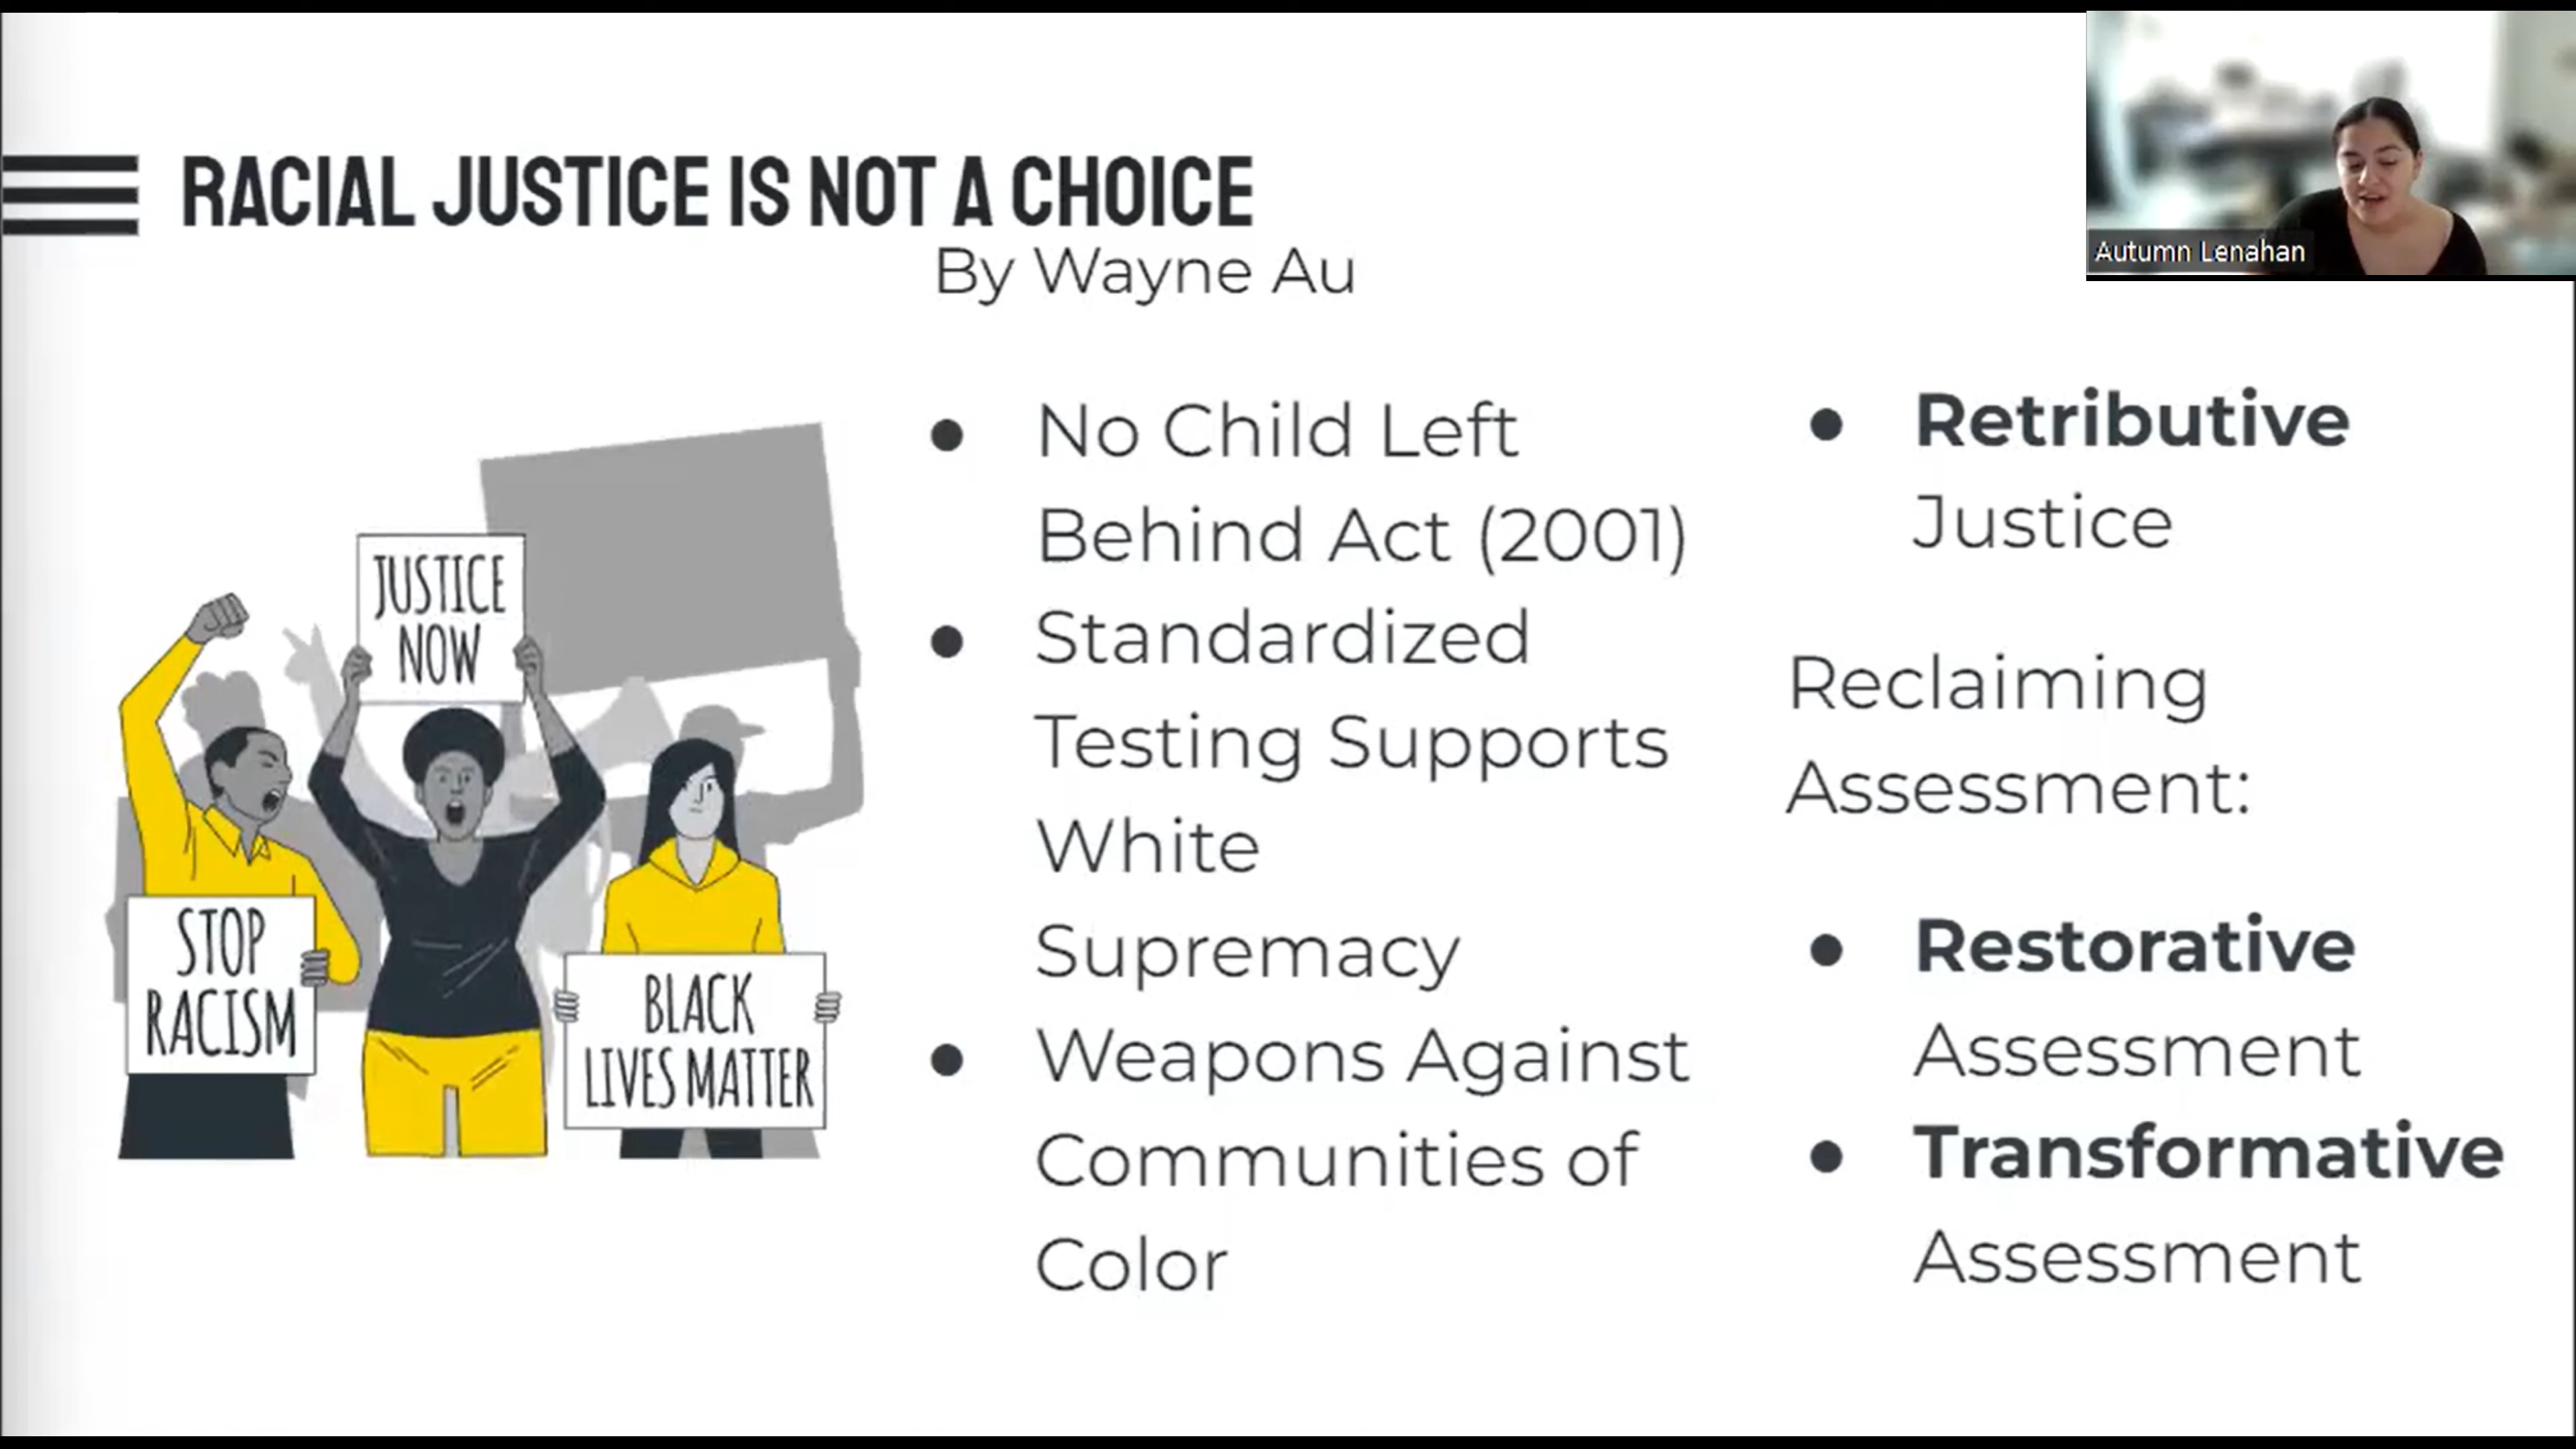 RACIAL JUSTICE IS NOT A CHOICE
By Wayne Au
Autumn Lenahan
JUSTICE
NOW
STOP
RACISM
BLACK
LIVES MATTER
● No Child Left
Behind Act (2001)
● Standardized
Testing Supports
White
Supremacy
● Weapons Against
Communities of
Color
● Retributive
Justice
Reclaiming
Assessment:
● Restorative
Assessment
● Transformative
Assessment